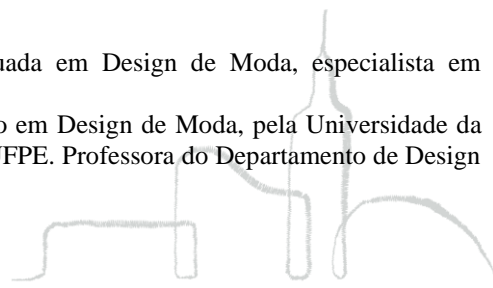 uada em Design de Moda, especialista em
o em Design de Moda, pela Universidade da
UFPE. Professora do Departamento de Design